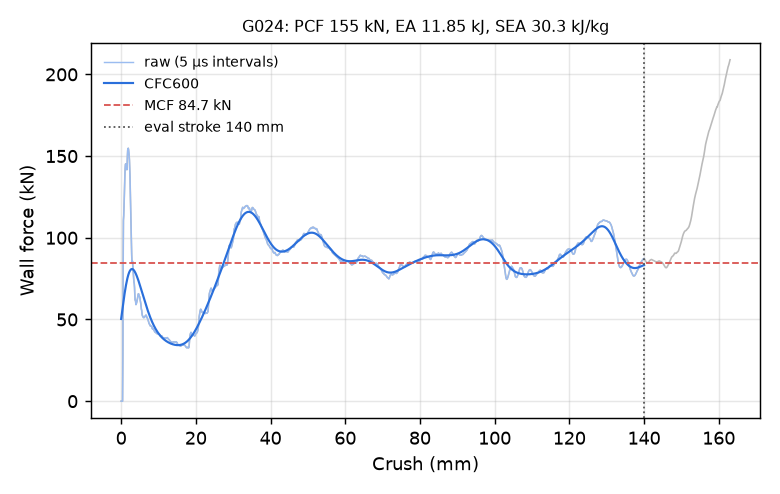 G024: PCF 155 kN, EA 11.85 kJ, SEA 30.3 kJ/kg
raw (5 µs intervals)
CFC600
MCF 84.7 kN
eval stroke 140 mm
Wall force (kN)
200
150
100
50
0
0 20 40 60 80 100 120 140 160
Crush (mm)